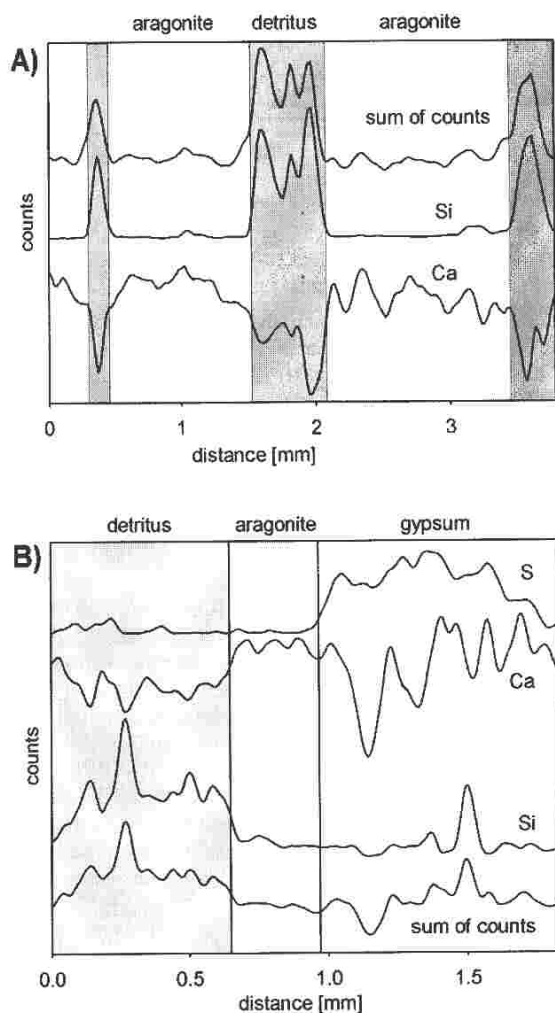 aragonite detritus aragonite
A)
sum of counts
Si
Ca
counts
0 1 2 3
distance [mm]
detritus aragonite gypsum
B)
S
Ca
Si
sum of counts
counts
0.0 0.5 1.0 1.5
distance [mm]